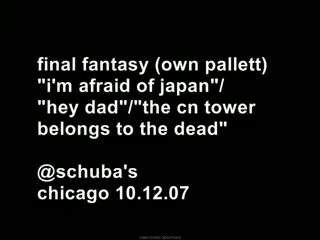 final fantasy (own pallett)
"i'm afraid of japan"/
"hey dad"/"the cn tower
belongs to the dead"
@schuba's
chicago 10.12.07